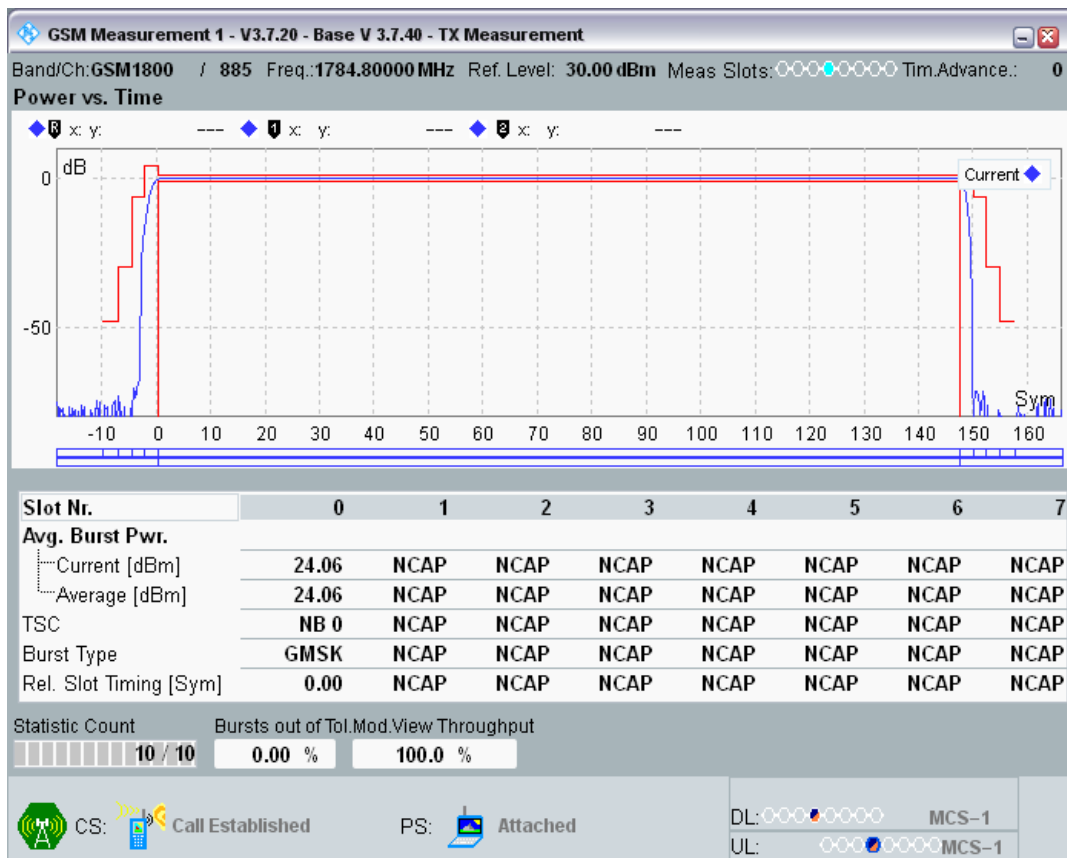 GSM Measurement 1 - V3.7.20 - Base V 3.7.40 - TX Measurement
Band/Ch:GSM1800 / 885 Freq.:1784.80000 MHz Ref. Level: 30.00 dBm Meas Slots: Tim.Advance.: 0
Power vs. Time
R x: y: --- 1 x: y: --- 2 x: y: ---
dB
Current
0
-50
Sym
-10 0 10 20 30 40 50 60 70 80 90 100 110 120 130 140 150 160
Slot Nr. 0 1 2 3 4 5 6 7
Avg. Burst Pwr.
Current [dBm] 24.06 NCAP NCAP NCAP NCAP NCAP NCAP NCAP
Average [dBm] 24.06 NCAP NCAP NCAP NCAP NCAP NCAP NCAP
TSC NB 0 NCAP NCAP NCAP NCAP NCAP NCAP NCAP
Burst Type GMSK NCAP NCAP NCAP NCAP NCAP NCAP NCAP
Rel. Slot Timing [Sym] 0.00 NCAP NCAP NCAP NCAP NCAP NCAP NCAP
Statistic Count Bursts out of Tol.Mod.View Throughput
10 / 10 0.00 % 100.0 %
CS: Call Established PS: Attached DL: MCS-1
UL: MCS-1